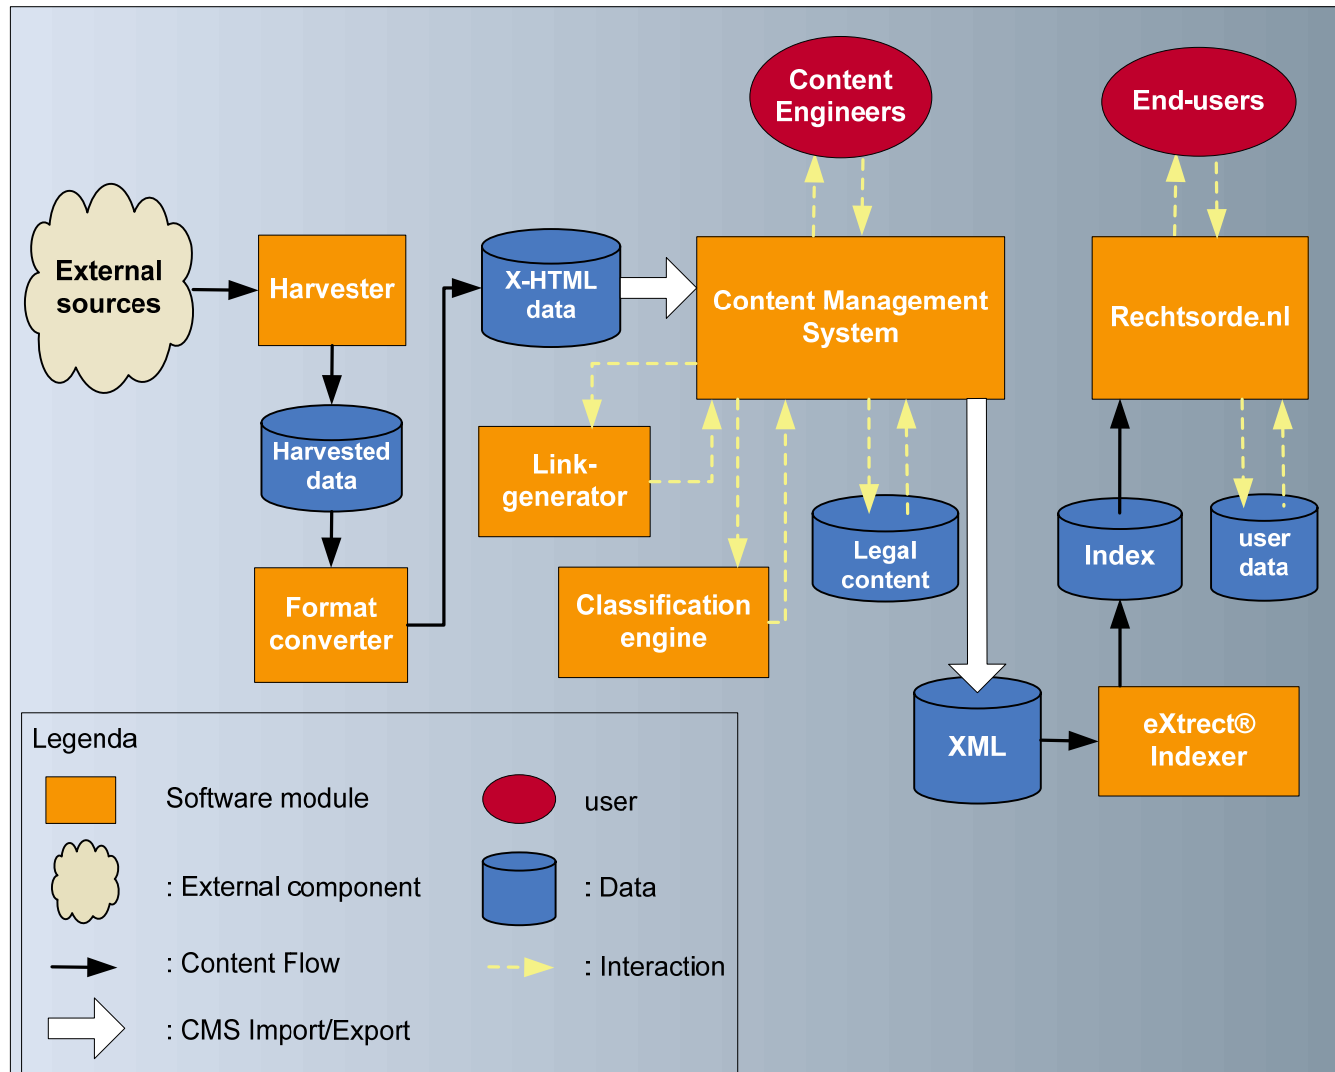 Content
Engineers
End-users
External
sources
Harvester
X-HTML
data
Content Management
System
Rechtsorde.nl
Harvested
data
Link-
generator
Legal
content
Index
user
data
Format
converter
Classification
engine
XML
eXtrect®
Indexer
Legenda
Software module
user
: External component
: Data
: Content Flow
: Interaction
: CMS Import/Export